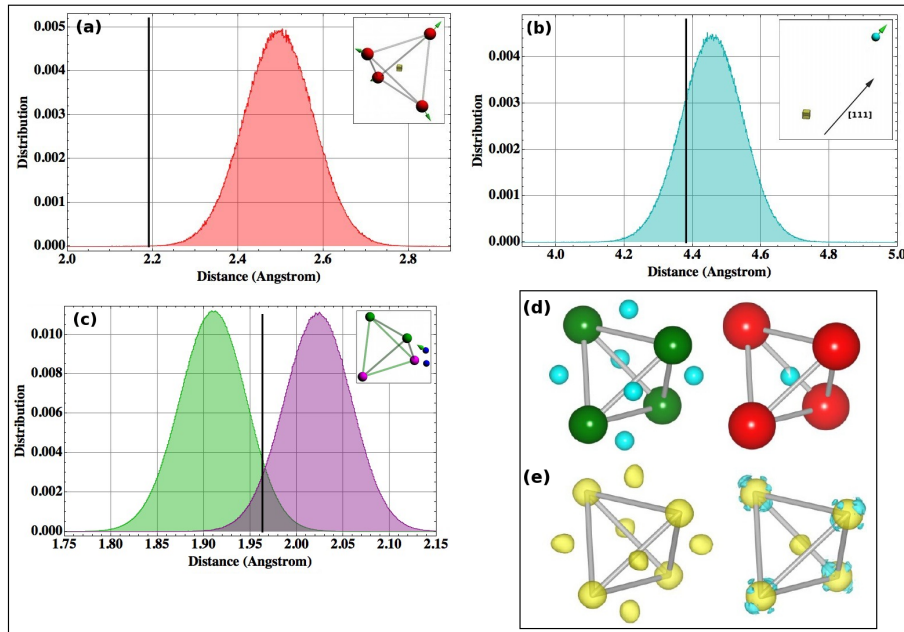 (a)
0.005
0.004
0.003
0.002
0.001
0.000
Distribution
2.0 2.2 2.4 2.6 2.8
Distance (Angstrom)
(b)
[111]
0.004
0.003
0.002
0.001
0.000
Distribution
4.0 4.2 4.4 4.6 4.8 5.0
Distance (Angstrom)
(c)
0.010
0.008
0.006
0.004
0.002
0.000
Distribution
1.75 1.80 1.85 1.90 1.95 2.00 2.05 2.10 2.15
Distance (Angstrom)
(d)
(e)